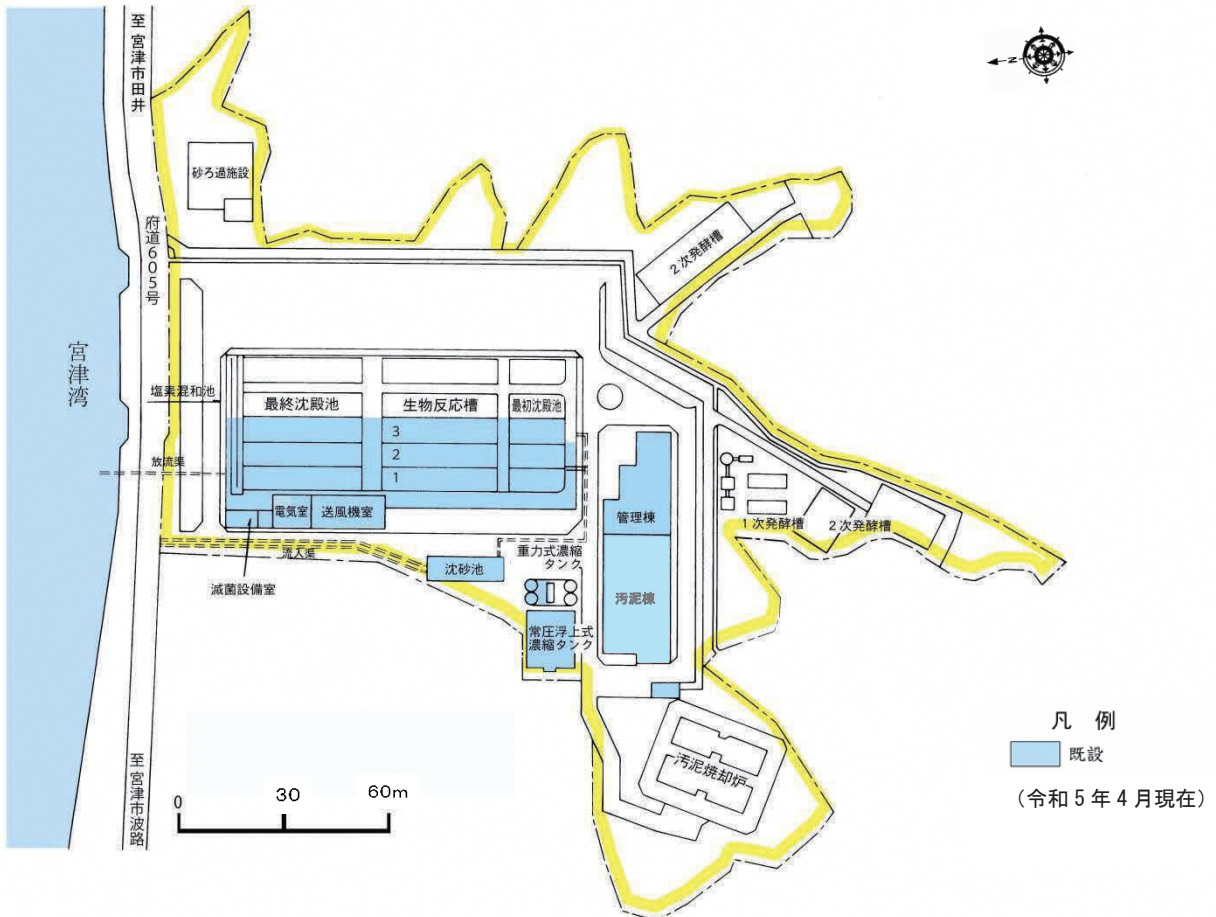 至宮津市田井
N
砂ろ過施設
府道605号
2次発酵槽
宮津湾
塩素混和池
最終沈殿池
生物反応槽
最初沈殿池
3
2
1
放流渠
電気室
送風機室
管理棟
1次発酵槽
2次発酵槽
流入渠
重力式濃縮
タンク
沈砂池
滅菌設備室
汚泥棟
常圧浮上式
濃縮タンク
汚泥焼却炉
凡 例
既設
(令和5年4月現在)
至宮津市波路
0
30
60m